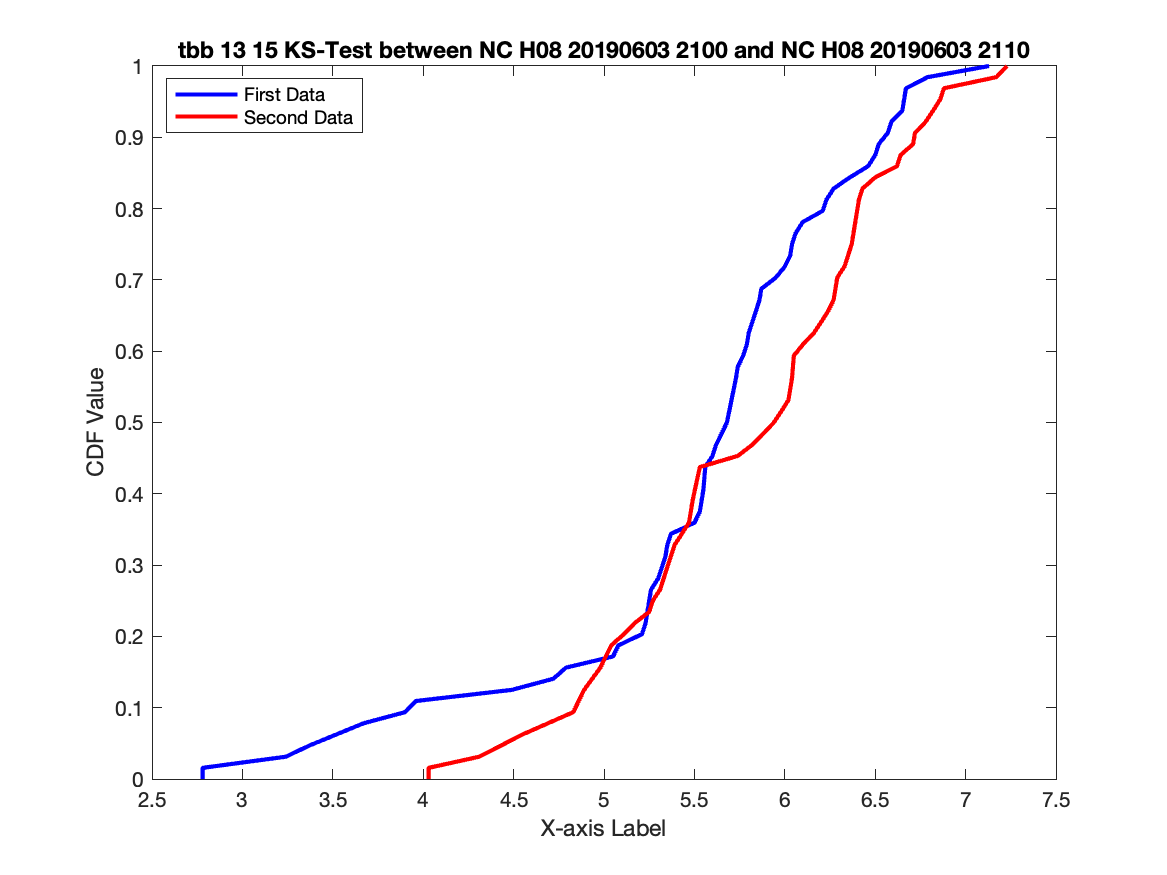 tbb 13 15 KS-Test between NC H08 20190603 2100 and NC H08 20190603 2110
First Data
Second Data
1
0.9
0.8
0.7
0.6
0.5
0.4
0.3
0.2
0.1
0
CDF Value
2.5 3 3.5 4 4.5 5 5.5 6 6.5 7 7.5
X-axis Label